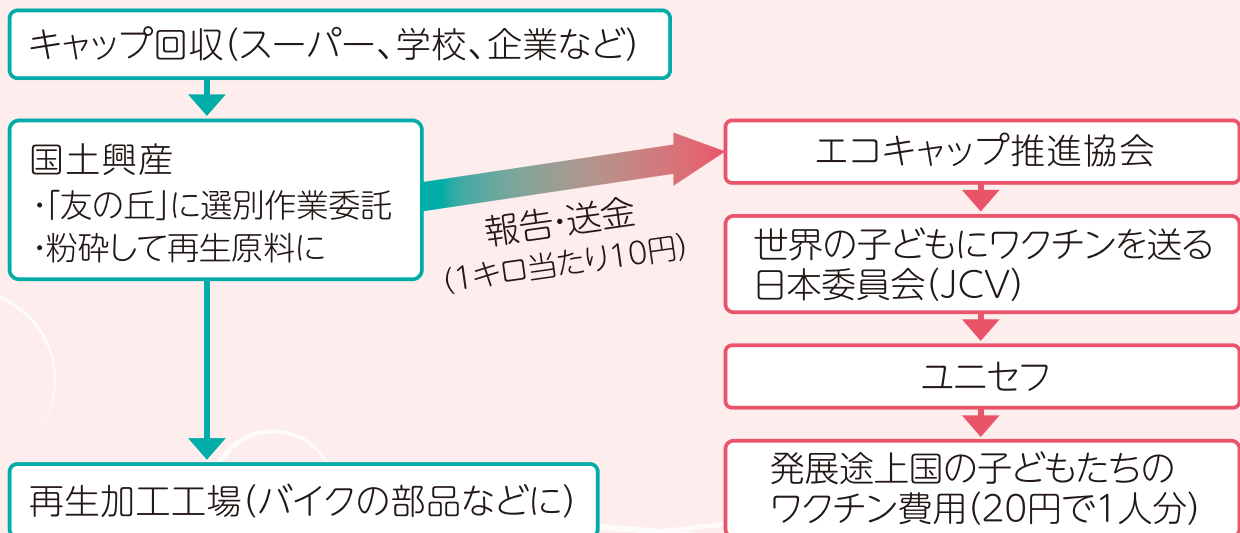 キャップ回収(スーパー、学校、企業など)
国土興産
・「友の丘」に選別作業委託
・粉砕して再生原料に
報告・送金
(1キロ当たり10円)
再生加工工場(バイクの部品などに)
エコキャップ推進協会
世界の子どもにワクチンを送る
日本委員会(JCV)
ユニセフ
発展途上国の子どもたちの
ワクチン費用(20円で1人分)